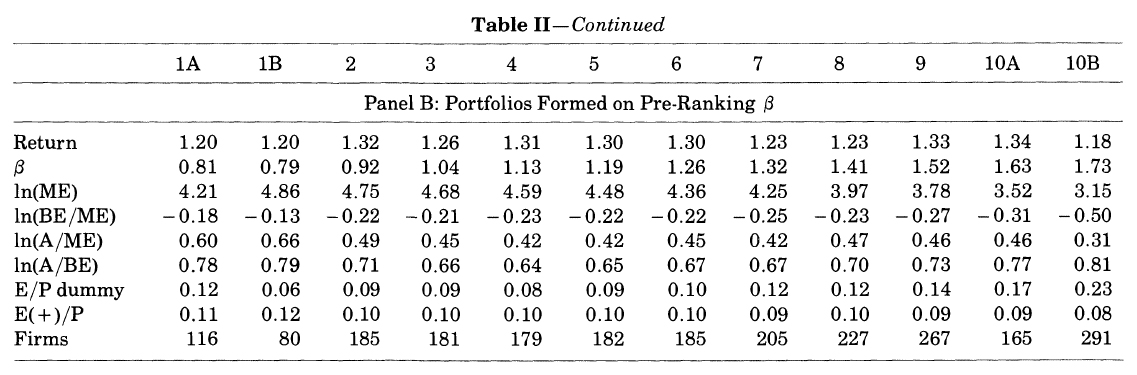 Table II—Continued
1A 1B 2 3 4 5 6 7 8 9 10A 10B
Panel B: Portfolios Formed on Pre-Ranking β
Return 1.20 1.20 1.32 1.26 1.31 1.30 1.30 1.23 1.23 1.33 1.34 1.18
β 0.81 0.79 0.92 1.04 1.13 1.19 1.26 1.32 1.41 1.52 1.63 1.73
ln(ME) 4.21 4.86 4.75 4.68 4.59 4.48 4.36 4.25 3.97 3.78 3.52 3.15
ln(BE/ME) −0.18 −0.13 −0.22 −0.21 −0.23 −0.22 −0.22 −0.25 −0.23 −0.27 −0.31 −0.50
ln(A/ME) 0.60 0.66 0.49 0.45 0.42 0.42 0.45 0.42 0.47 0.46 0.46 0.31
ln(A/BE) 0.78 0.79 0.71 0.66 0.64 0.65 0.67 0.67 0.70 0.73 0.77 0.81
E/P dummy 0.12 0.06 0.09 0.09 0.08 0.09 0.10 0.12 0.12 0.14 0.17 0.23
E(+)/P 0.11 0.12 0.10 0.10 0.10 0.10 0.10 0.09 0.10 0.09 0.09 0.08
Firms 116 80 185 181 179 182 185 205 227 267 165 291